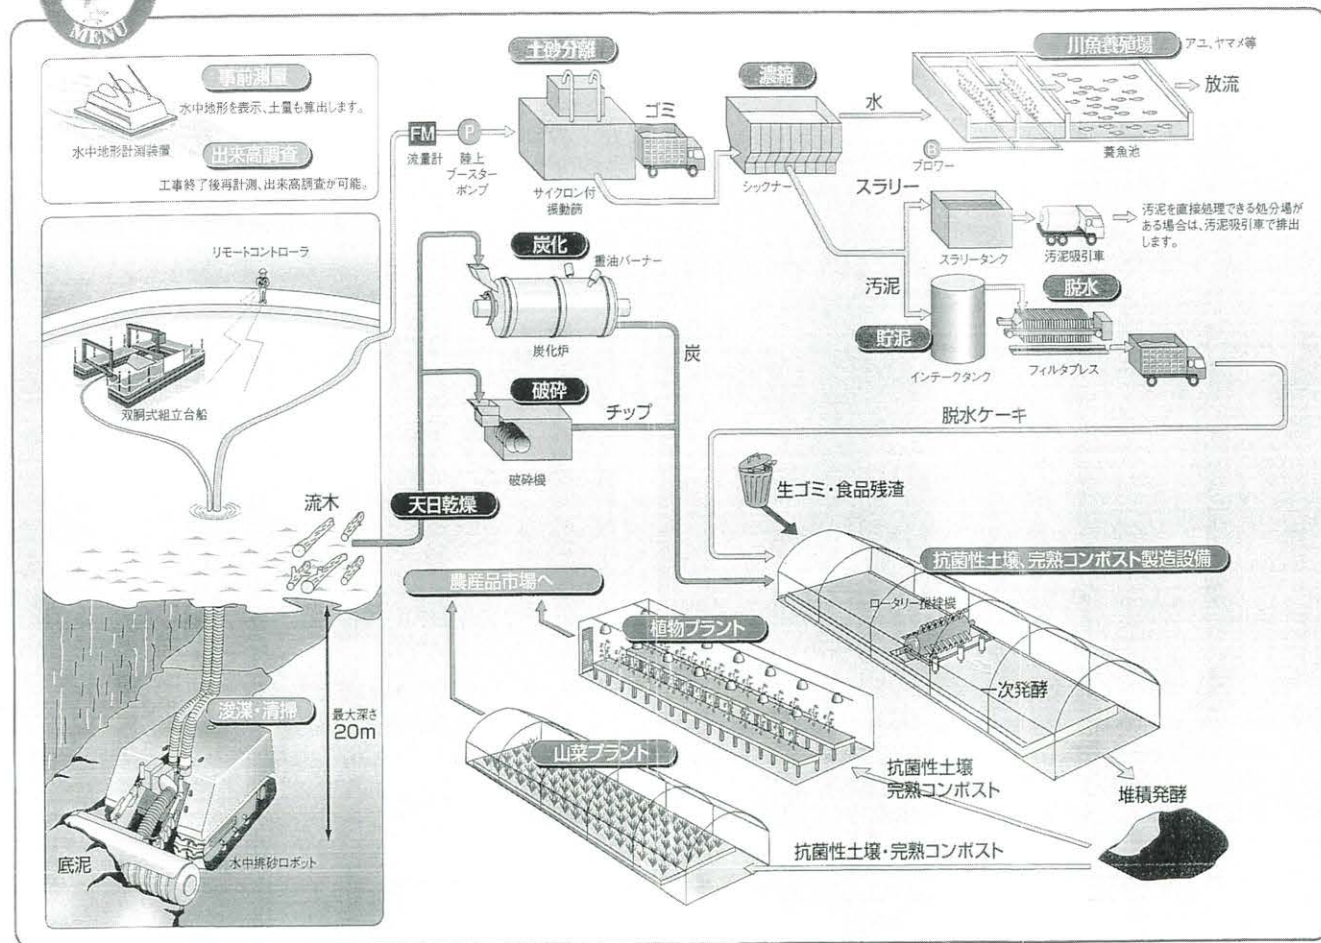 MENU
事前測量
水中地形を表示、土量も算出します。
水中地形計測装置
出来高調査
工事終了後再計測、出来高調査が可能。
リモートコントローラ
双胴式組立台船
流木
浚渫・清掃
最大深さ
20m
底泥
水中排砂ロボット
FM
流量計
P
陸上
ブースター
ポンプ
土砂分離
ゴミ
サイクロン付
振動篩
濃縮
シックナー
水
川魚養殖場
アユ、ヤマメ等
放流
養魚池
B
ブロワー
スラリー
スラリータンク
汚泥吸引車
汚泥を直接処理できる処分場が
ある場合は、汚泥吸引車で排出
します。
汚泥
貯泥
インテークタンク
脱水
フィルタプレス
脱水ケーキ
炭化
重油バーナー
炭化炉
炭
破砕
チップ
破砕機
天日乾燥
生ゴミ・食品残渣
抗菌性土壌、完熟コンポスト製造設備
ロータリー撹拌機
一次発酵
堆積発酵
抗菌性土壌
完熟コンポスト
抗菌性土壌・完熟コンポスト
農産品市場へ
植物プラント
山菜プラント